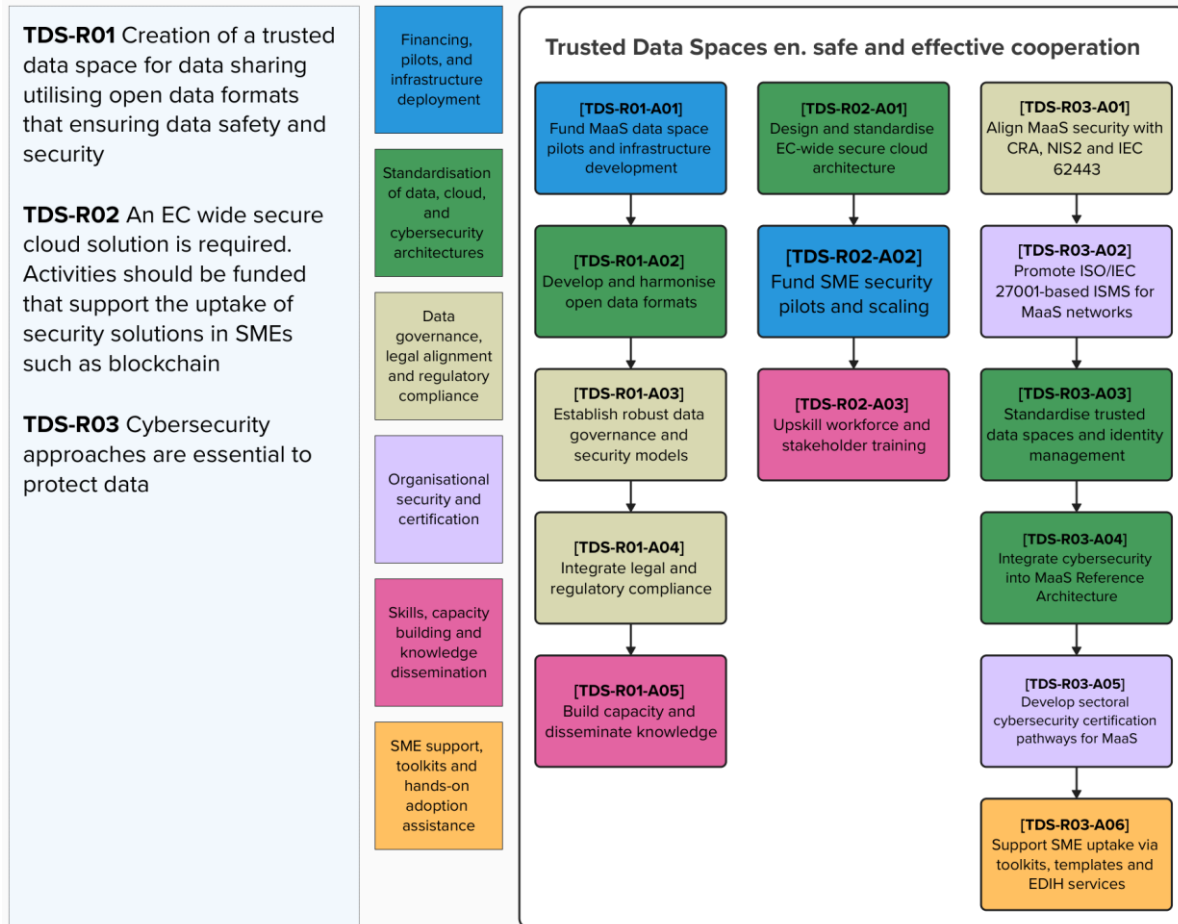 TDS-R01 Creation of a trusted
data space for data sharing
utilising open data formats
that ensuring data safety and
security
TDS-R02 An EC wide secure
cloud solution is required.
Activities should be funded
that support the uptake of
security solutions in SMEs
such as blockchain
TDS-R03 Cybersecurity
approaches are essential to
protect data
Financing,
pilots, and
infrastructure
deployment
Standardisation
of data, cloud,
and
cybersecurity
architectures
Data
governance,
legal alignment
and regulatory
compliance
Organisational
security and
certification
Skills, capacity
building and
knowledge
dissemination
SME support,
toolkits and
hands-on
adoption
assistance
Trusted Data Spaces en. safe and effective cooperation
[TDS-R01-A01]
Fund MaaS data space
pilots and infrastructure
development
[TDS-R01-A02]
Develop and harmonise
open data formats
[TDS-R01-A03]
Establish robust data
governance and
security models
[TDS-R01-A04]
Integrate legal and
regulatory compliance
[TDS-R01-A05]
Build capacity and
disseminate knowledge
[TDS-R02-A01]
Design and standardise
EC-wide secure cloud
architecture
[TDS-R02-A02]
Fund SME security
pilots and scaling
[TDS-R02-A03]
Upskill workforce and
stakeholder training
[TDS-R03-A01]
Align MaaS security with
CRA, NIS2 and IEC
62443
[TDS-R03-A02]
Promote ISO/IEC
27001-based ISMS for
MaaS networks
[TDS-R03-A03]
Standardise trusted
data spaces and identity
management
[TDS-R03-A04]
Integrate cybersecurity
into MaaS Reference
Architecture
[TDS-R03-A05]
Develop sectoral
cybersecurity certification
pathways for MaaS
[TDS-R03-A06]
Support SME uptake via
toolkits, templates and
EDIH services